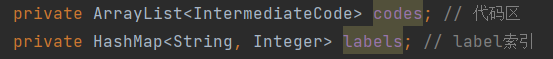 private ArrayList<IntermediateCode> codes; // 代码区
private HashMap<String, Integer> labels; // label索引